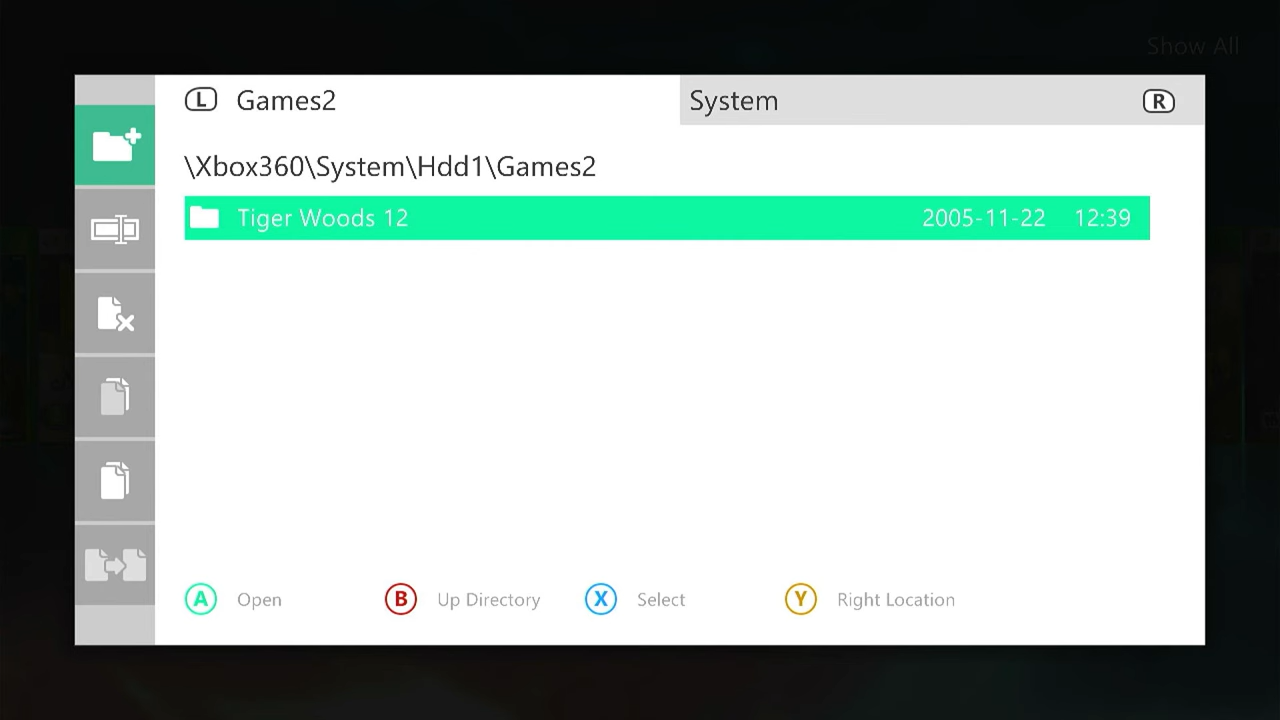 Show All
L Games2
System R
\Xbox360\System\Hdd1\Games2
Tiger Woods 12 2005-11-22 12:39
A Open B Up Directory X Select Y Right Location